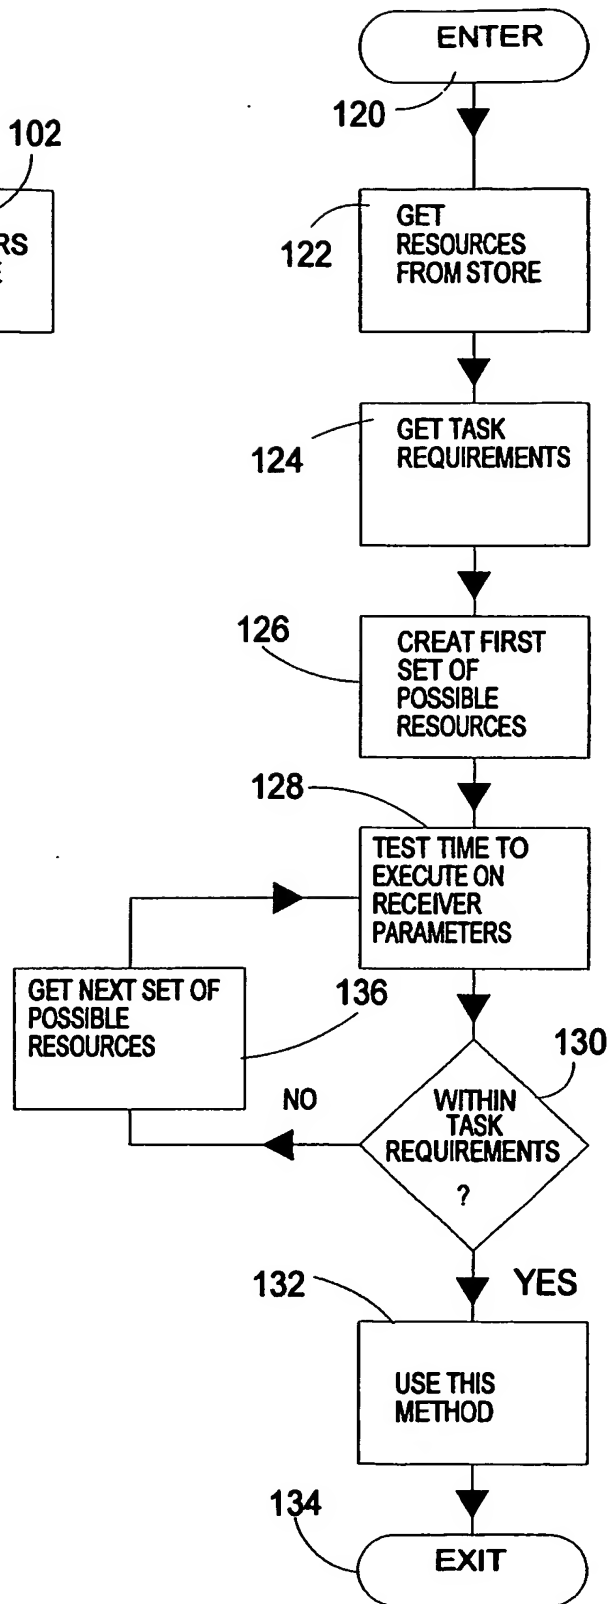 ENTER
120
102
RS
122
GET
RESOURCES
FROM STORE
124
GET TASK
REQUIREMENTS
126
CREAT FIRST
SET OF
POSSIBLE
RESOURCES
128
TEST TIME TO
EXECUTE ON
RECEIVER
PARAMETERS
GET NEXT SET OF
POSSIBLE
RESOURCES
136
130
NO
WITHIN
TASK
REQUIREMENTS
?
132
YES
USE THIS
METHOD
134
EXIT